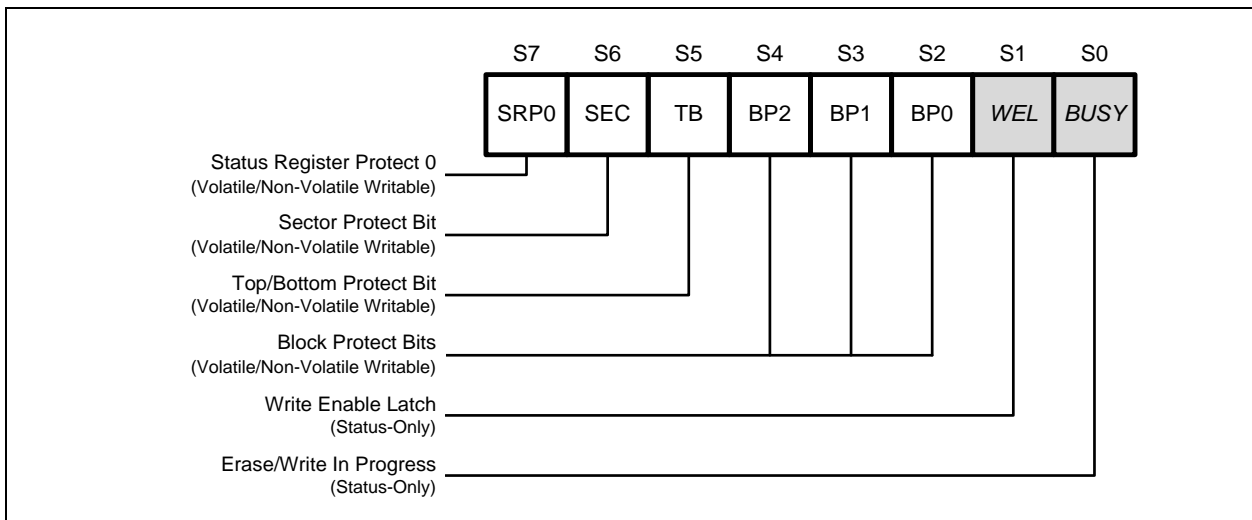 S7 S6 S5 S4 S3 S2 S1 S0
SRP0 SEC TB BP2 BP1 BP0 WEL BUSY
Status Register Protect 0
(Volatile/Non-Volatile Writable)
Sector Protect Bit
(Volatile/Non-Volatile Writable)
Top/Bottom Protect Bit
(Volatile/Non-Volatile Writable)
Block Protect Bits
(Volatile/Non-Volatile Writable)
Write Enable Latch
(Status-Only)
Erase/Write In Progress
(Status-Only)